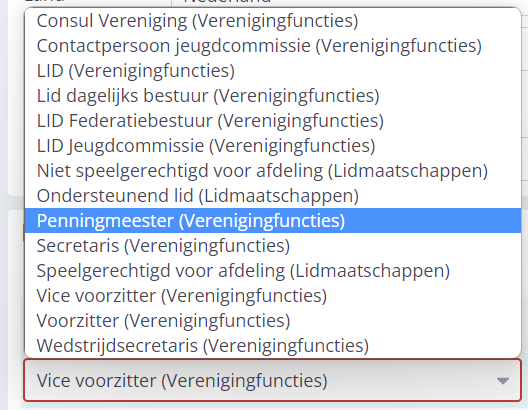 Nederland
Consul Vereniging (Verenigingfuncties)
Contactpersoon jeugdcommissie (Verenigingfuncties)
LID (Verenigingfuncties)
Lid dagelijks bestuur (Verenigingfuncties)
LID Federatiebestuur (Verenigingfuncties)
LID Jeugdcommissie (Verenigingfuncties)
Niet speelgerechtigd voor afdeling (Lidmaatschappen)
Ondersteunend lid (Lidmaatschappen)
Penningmeester (Verenigingfuncties)
Secretaris (Verenigingfuncties)
Speelgerechtigd voor afdeling (Lidmaatschappen)
Vice voorzitter (Verenigingfuncties)
Voorzitter (Verenigingfuncties)
Wedstrijdsecretaris (Verenigingfuncties)
Vice voorzitter (Verenigingfuncties)